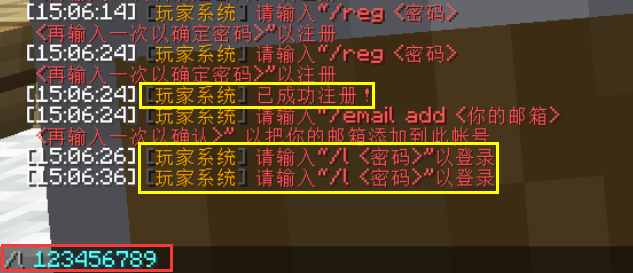 [15:06:14] [玩家系统] 请输入“/reg <密码>
<再输入一次以确定密码>”以注册
[15:06:24] [玩家系统] 请输入“/reg <密码>
<再输入一次以确定密码>”以注册
[15:06:24] [玩家系统] 已成功注册！
[15:06:24] [玩家系统] 请输入“/email add <你的邮箱>
<再输入一次以确认>” 以把你的邮箱添加到此帐号
[15:06:26] [玩家系统] 请输入“/l <密码>”以登录
[15:06:36] [玩家系统] 请输入“/l <密码>”以登录
/l 123456789